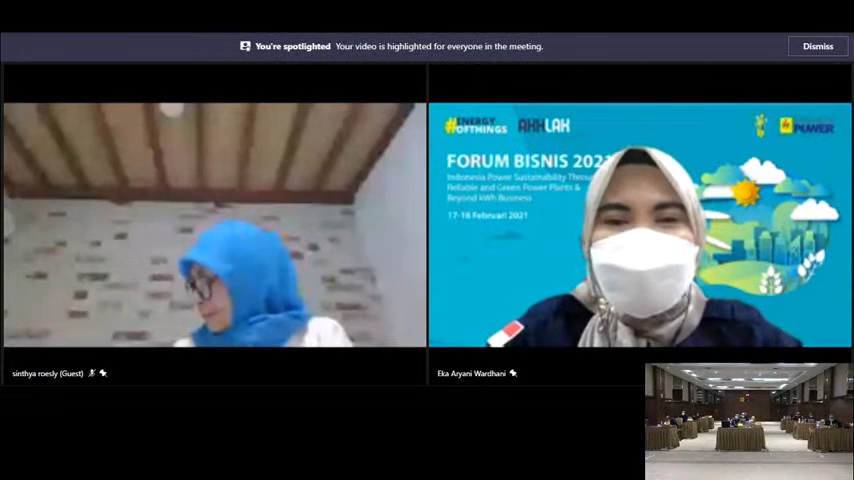 You're spotlighted Your video is highlighted for everyone in the meeting.
Dismiss
#ENERGY
OFTHINGS
AKHLAK
POWER
FORUM BISNIS 2021
Indonesia Power Sustainability Through
Reliable and Green Power Plants &
Beyond kWh Business
17-18 Februari 2021
sinthya roesly (Guest)
Eka Aryani Wardhani